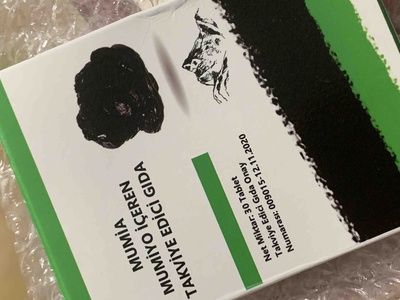 MUMİA
MUMİYO İÇEREN
TAKVİYE EDİCİ GIDA
Net Miktar: 30 Tablet
Takviye Edici Gıda Onay
Numarası: 009015-12.11.2020